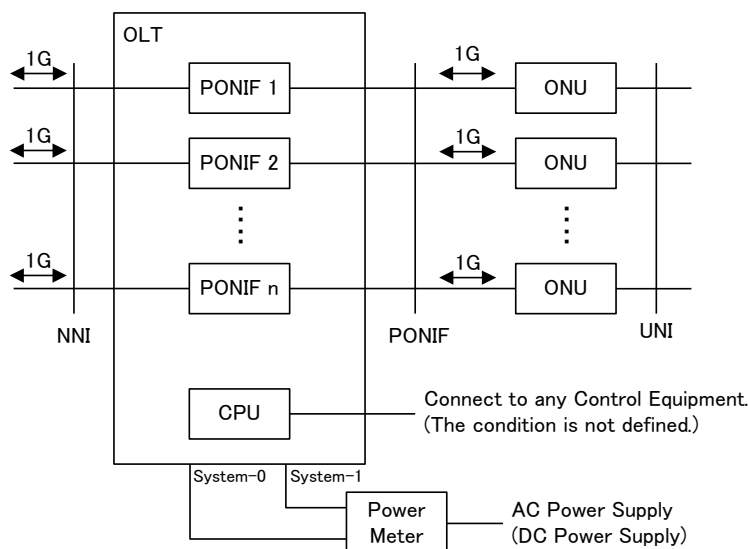 OLT
1G
1G
PONIF 1
ONU
1G
1G
PONIF 2
ONU
1G
1G
PONIF n
ONU
NNI
PONIF
UNI
CPU
Connect to any Control Equipment.
(The condition is not defined.)
System-0
System-1
Power
Meter
AC Power Supply
(DC Power Supply)